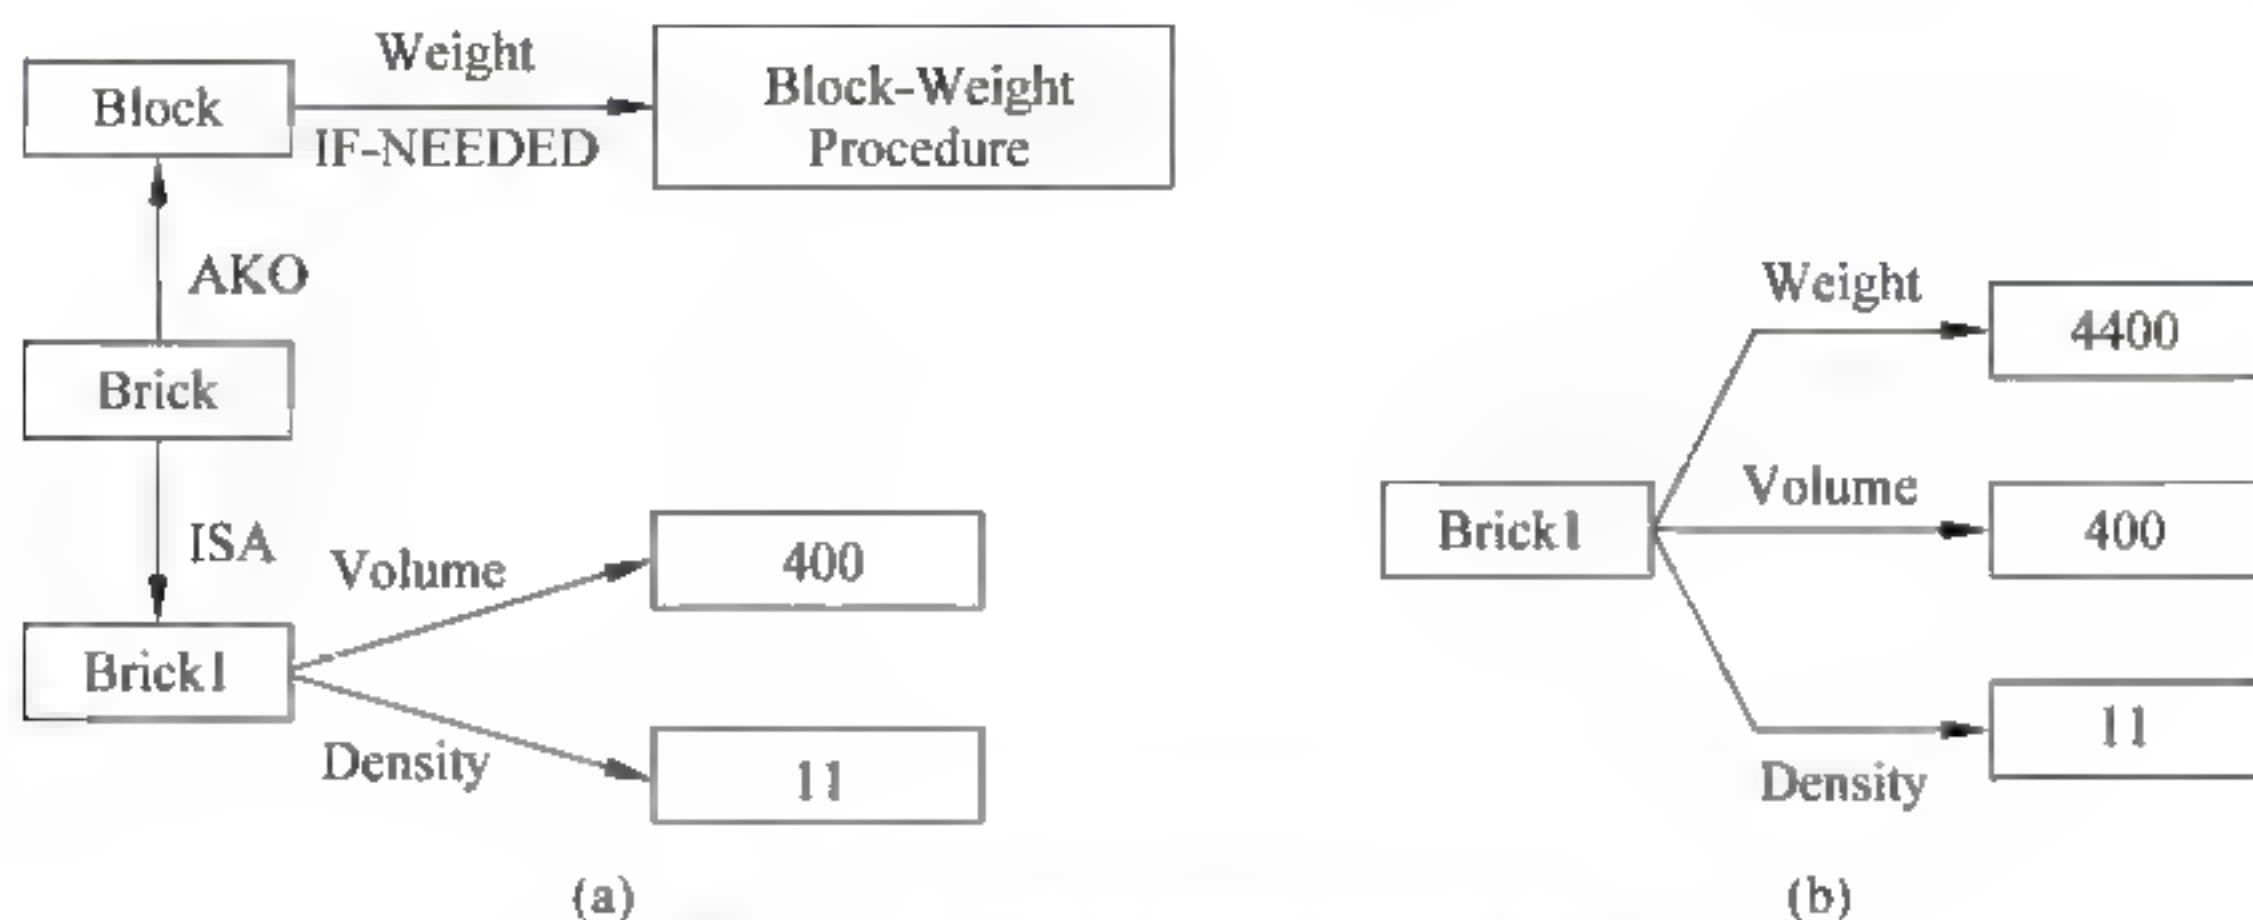 Weight
Block
IF-NEEDED
Block-Weight
Procedure
AKO
Brick
ISA
Brick1
Volume
400
Density
11
(a)
Weight
4400
Brick1
Volume
400
Density
11
(b)